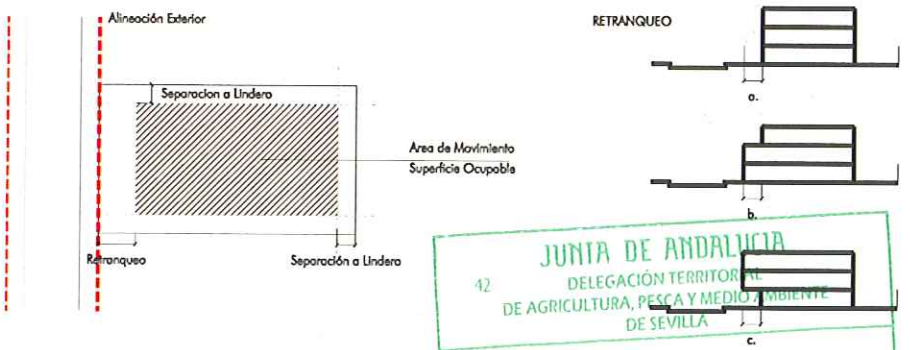 Alineación Exterior
Separacion a Lindero
Area de Movimiento
Superficie Ocupable
Retranqueo
Separación a Lindero
RETRANQUEO
a.
b.
c.
JUNTA DE ANDALUCIA
42
DELEGACIÓN TERRITORIAL
DE AGRICULTURA, PESCA Y MEDIO AMBIENTE
DE SEVILLA